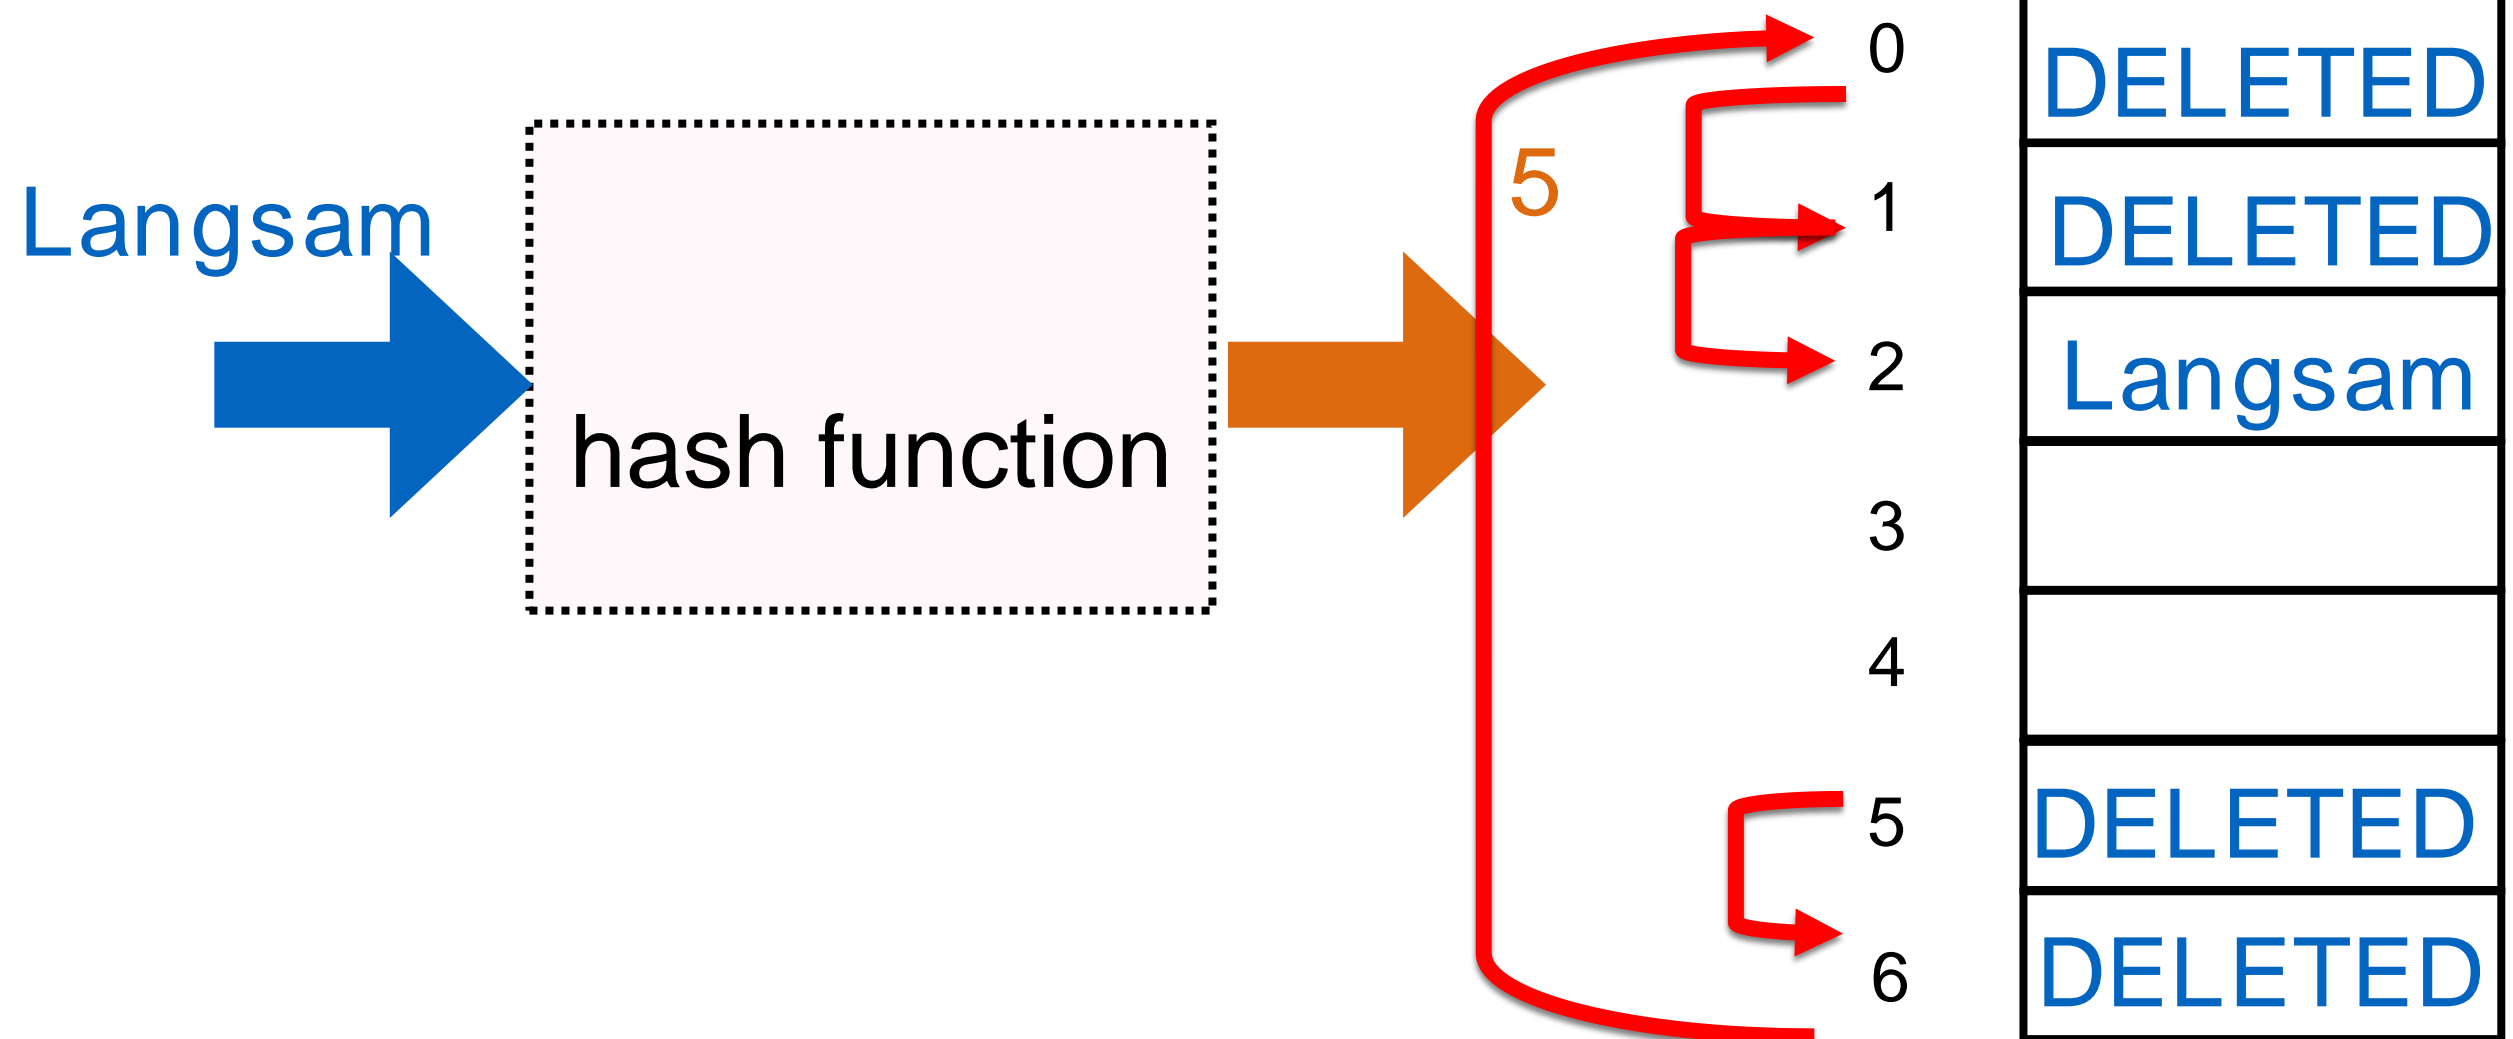 Langsam
hash function
5
0 DELETED
1 DELETED
2 Langsam
3
4
5 DELETED
6 DELETED